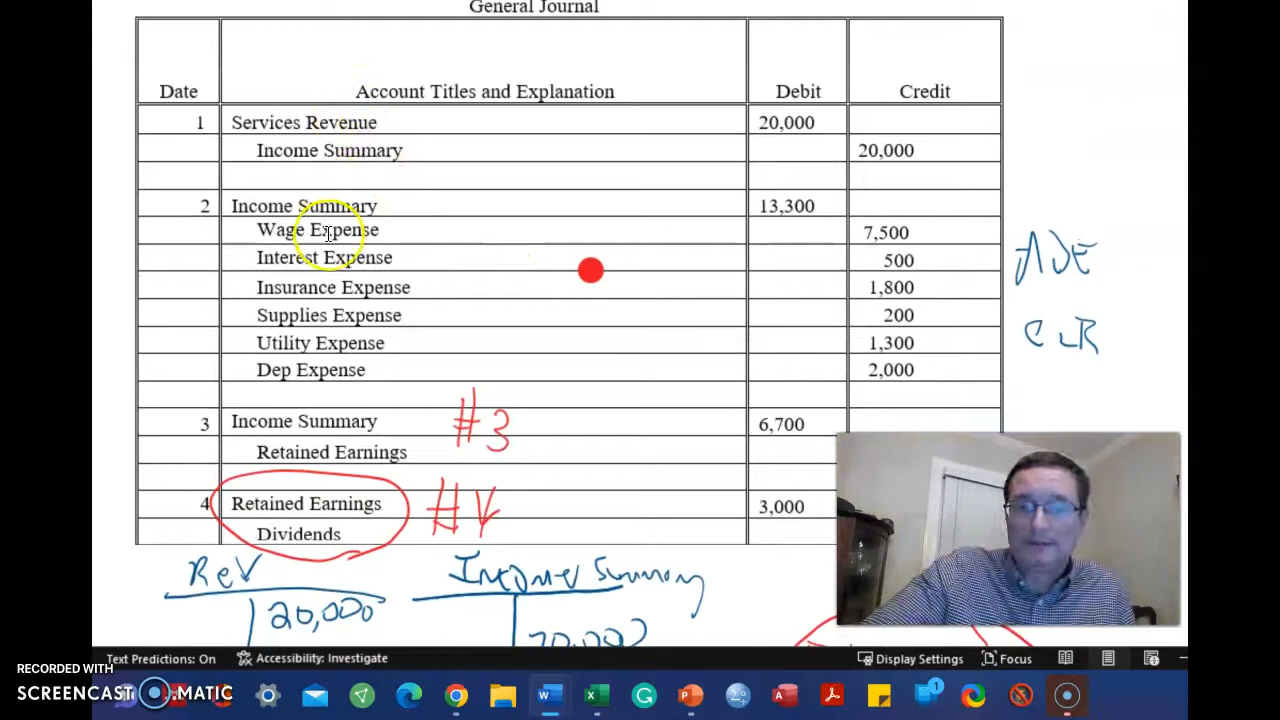 General Journal
Date Account Titles and Explanation Debit Credit
1 Services Revenue 20,000
Income Summary 20,000
2 Income Summary 13,300
Wage Expense 7,500
Interest Expense 500
Insurance Expense 1,800
Supplies Expense 200
Utility Expense 1,300
Dep Expense 2,000
ADE
CLR
3 Income Summary #3 6,700
Retained Earnings
4 Retained Earnings #4 3,000
Dividends
Rev Income Summary
20,000
20,000
Text Predictions: On Accessibility: Investigate Display Settings Focus
RECORDED WITH
SCREENCAST MATIC
1